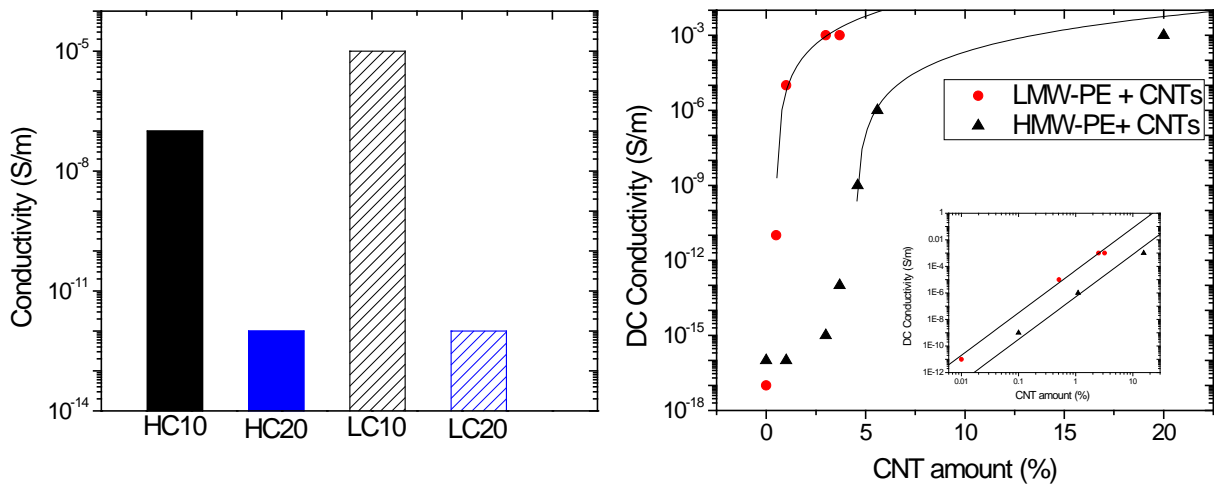 Conductivity (S/m)
10^-5
10^-8
10^-11
10^-14
HC10 HC20 LC10 LC20
DC Conductivity (S/m)
10^-3
10^-6
10^-9
10^-12
10^-15
10^-18
0 5 10 15 20
CNT amount (%)
LMW-PE + CNTs
HMW-PE+ CNTs
DC Conductivity (S/m)
1
0.01
1E-4
1E-6
1E-8
1E-10
1E-12
0.01 0.1 1 10
CNT amount (%)